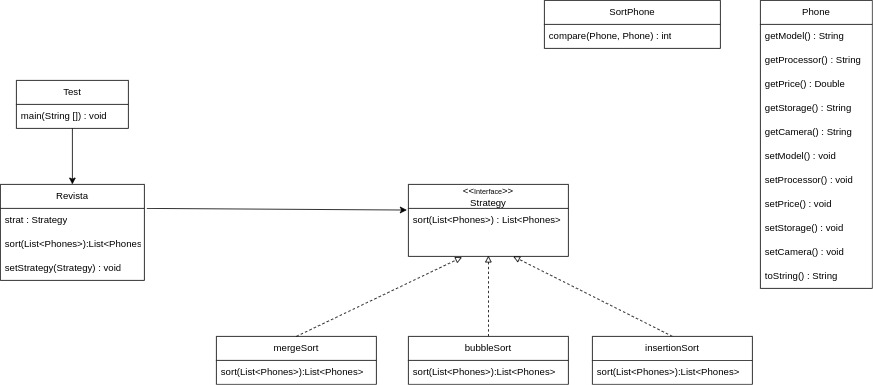 SortPhone
compare(Phone, Phone) : int
Phone
getModel() : String
getProcessor() : String
getPrice() : Double
getStorage() : String
getCamera() : String
setModel() : void
setProcessor() : void
setPrice() : void
setStorage() : void
setCamera() : void
toString() : String
Test
main(String []) : void
Revista
strat : Strategy
sort(List<Phones>):List<Phones
setStrategy(Strategy) : void
<<Interface>>
Strategy
sort(List<Phones>) : List<Phones>
mergeSort
sort(List<Phones>):List<Phones>
bubbleSort
sort(List<Phones>):List<Phones>
insertionSort
sort(List<Phones>):List<Phones>